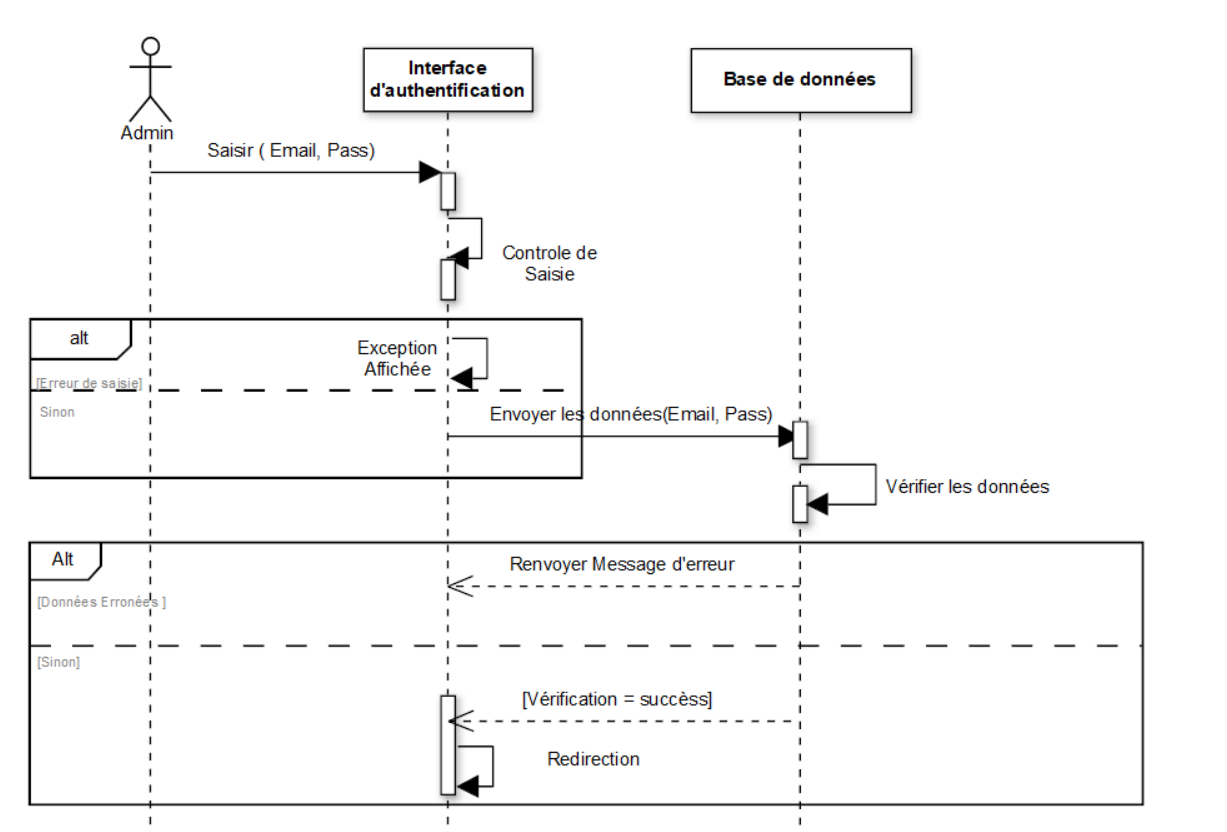 Interface
d'authentification
Base de données
Admin
Saisir ( Email, Pass)
Controle de
Saisie
alt
Exception
Affichée
[Erreur de saisie]
Sinon
Envoyer les données(Email, Pass)
Vérifier les données
Alt
Renvoyer Message d'erreur
[Données Erronées ]
[Sinon]
[Vérification = succèss]
Redirection